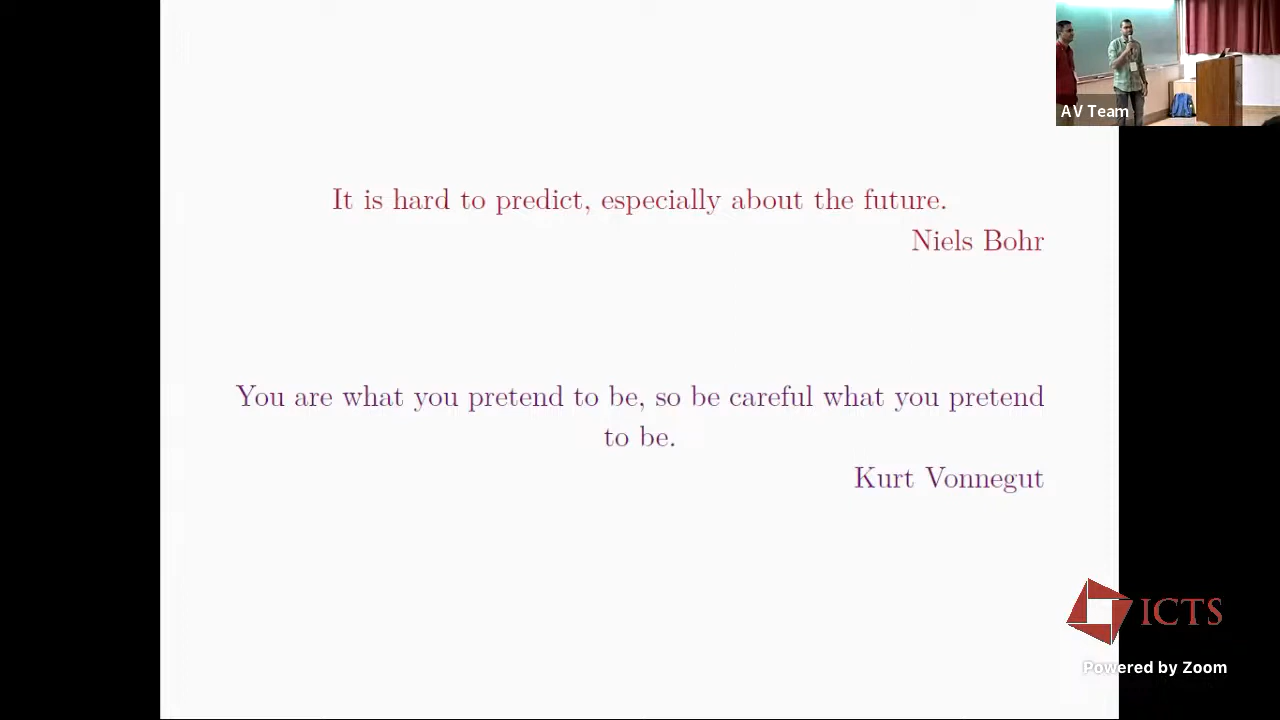 AV Team
It is hard to predict, especially about the future.
Niels Bohr
You are what you pretend to be, so be careful what you pretend
to be.
Kurt Vonnegut
ICTS
Powered by Zoom